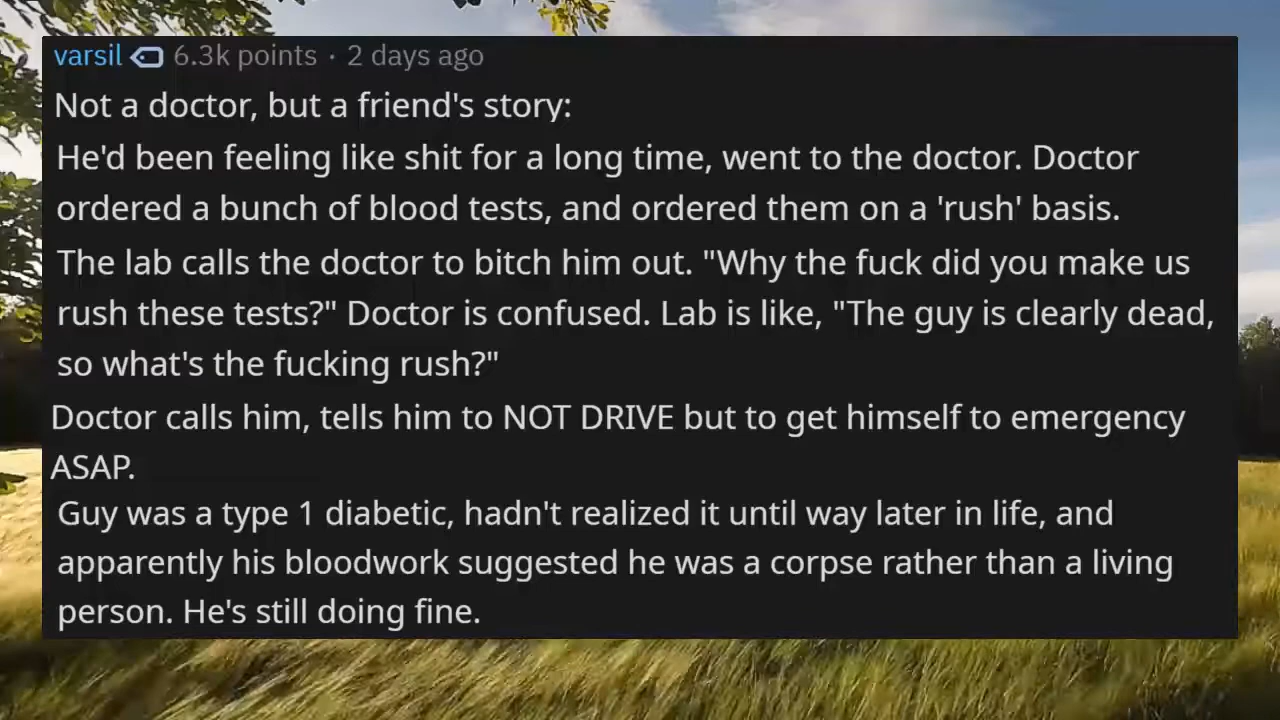 varsil 6.3k points · 2 days ago
Not a doctor, but a friend's story:
He'd been feeling like shit for a long time, went to the doctor. Doctor
ordered a bunch of blood tests, and ordered them on a 'rush' basis.
The lab calls the doctor to bitch him out. "Why the fuck did you make us
rush these tests?" Doctor is confused. Lab is like, "The guy is clearly dead,
so what's the fucking rush?"
Doctor calls him, tells him to NOT DRIVE but to get himself to emergency
ASAP.
Guy was a type 1 diabetic, hadn't realized it until way later in life, and
apparently his bloodwork suggested he was a corpse rather than a living
person. He's still doing fine.